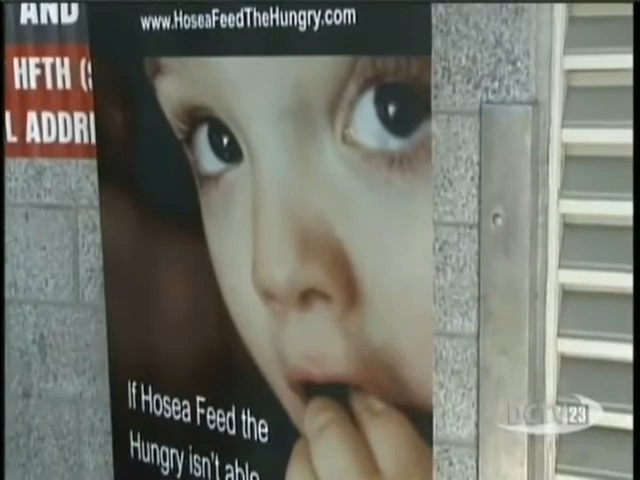 AND
HFTH (
L ADDR
www.HoseaFeedTheHungry.com
If Hosea Feed the
Hungry isn't able
DCTV 23